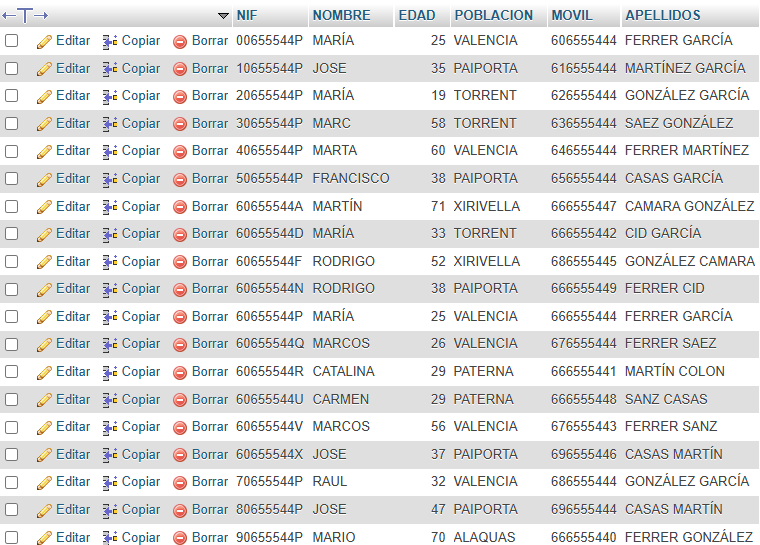 NIF NOMBRE EDAD POBLACION MOVIL APELLIDOS
Editar Copiar Borrar 00655544P MARÍA 25 VALENCIA 606555444 FERRER GARCÍA
Editar Copiar Borrar 10655544P JOSE 35 PAIPORTA 616555444 MARTÍNEZ GARCÍA
Editar Copiar Borrar 20655544P MARÍA 19 TORRENT 626555444 GONZÁLEZ GARCÍA
Editar Copiar Borrar 30655544P MARC 58 TORRENT 636555444 SAEZ GONZÁLEZ
Editar Copiar Borrar 40655544P MARTA 60 VALENCIA 646555444 FERRER MARTÍNEZ
Editar Copiar Borrar 50655544P FRANCISCO 38 PAIPORTA 656555444 CASAS GARCÍA
Editar Copiar Borrar 60655544A MARTÍN 71 XIRIVELLA 666555447 CAMARA GONZÁLEZ
Editar Copiar Borrar 60655544D MARÍA 33 TORRENT 666555442 CID GARCÍA
Editar Copiar Borrar 60655544F RODRIGO 52 XIRIVELLA 686555445 GONZÁLEZ CAMARA
Editar Copiar Borrar 60655544N RODRIGO 38 PAIPORTA 666555449 FERRER CID
Editar Copiar Borrar 60655544P MARÍA 25 VALENCIA 666555444 FERRER GARCÍA
Editar Copiar Borrar 60655544Q MARCOS 26 VALENCIA 676555444 FERRER SAEZ
Editar Copiar Borrar 60655544R CATALINA 29 PATERNA 666555441 MARTÍN COLON
Editar Copiar Borrar 60655544U CARMEN 29 PATERNA 666555448 SANZ CASAS
Editar Copiar Borrar 60655544V MARCOS 56 VALENCIA 676555443 FERRER SANZ
Editar Copiar Borrar 60655544X JOSE 37 PAIPORTA 696555446 CASAS MARTÍN
Editar Copiar Borrar 70655544P RAUL 32 VALENCIA 686555444 GONZÁLEZ GARCÍA
Editar Copiar Borrar 80655544P JOSE 47 PAIPORTA 696555444 CASAS MARTÍN
Editar Copiar Borrar 90655544P MARIO 70 ALAQUAS 666555440 FERRER GONZÁLEZ